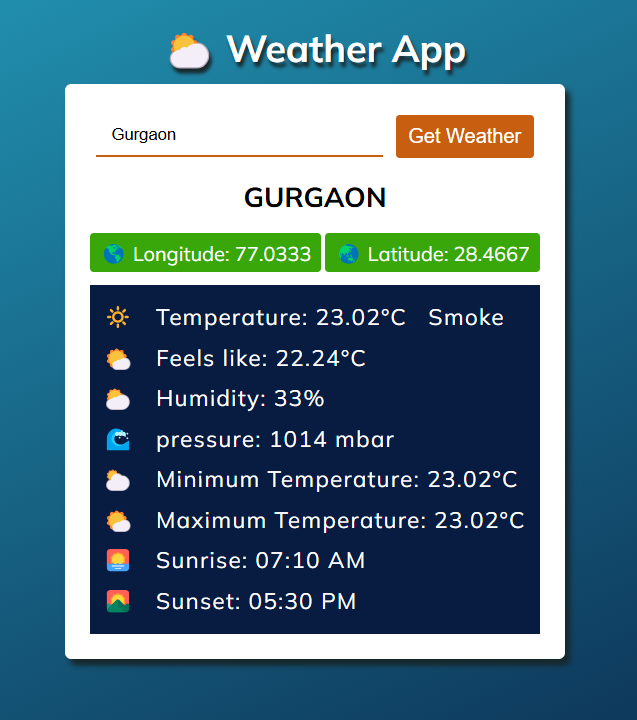 Weather App
Gurgaon
Get Weather
GURGAON
Longitude: 77.0333
Latitude: 28.4667
Temperature: 23.02°C Smoke
Feels like: 22.24°C
Humidity: 33%
pressure: 1014 mbar
Minimum Temperature: 23.02°C
Maximum Temperature: 23.02°C
Sunrise: 07:10 AM
Sunset: 05:30 PM